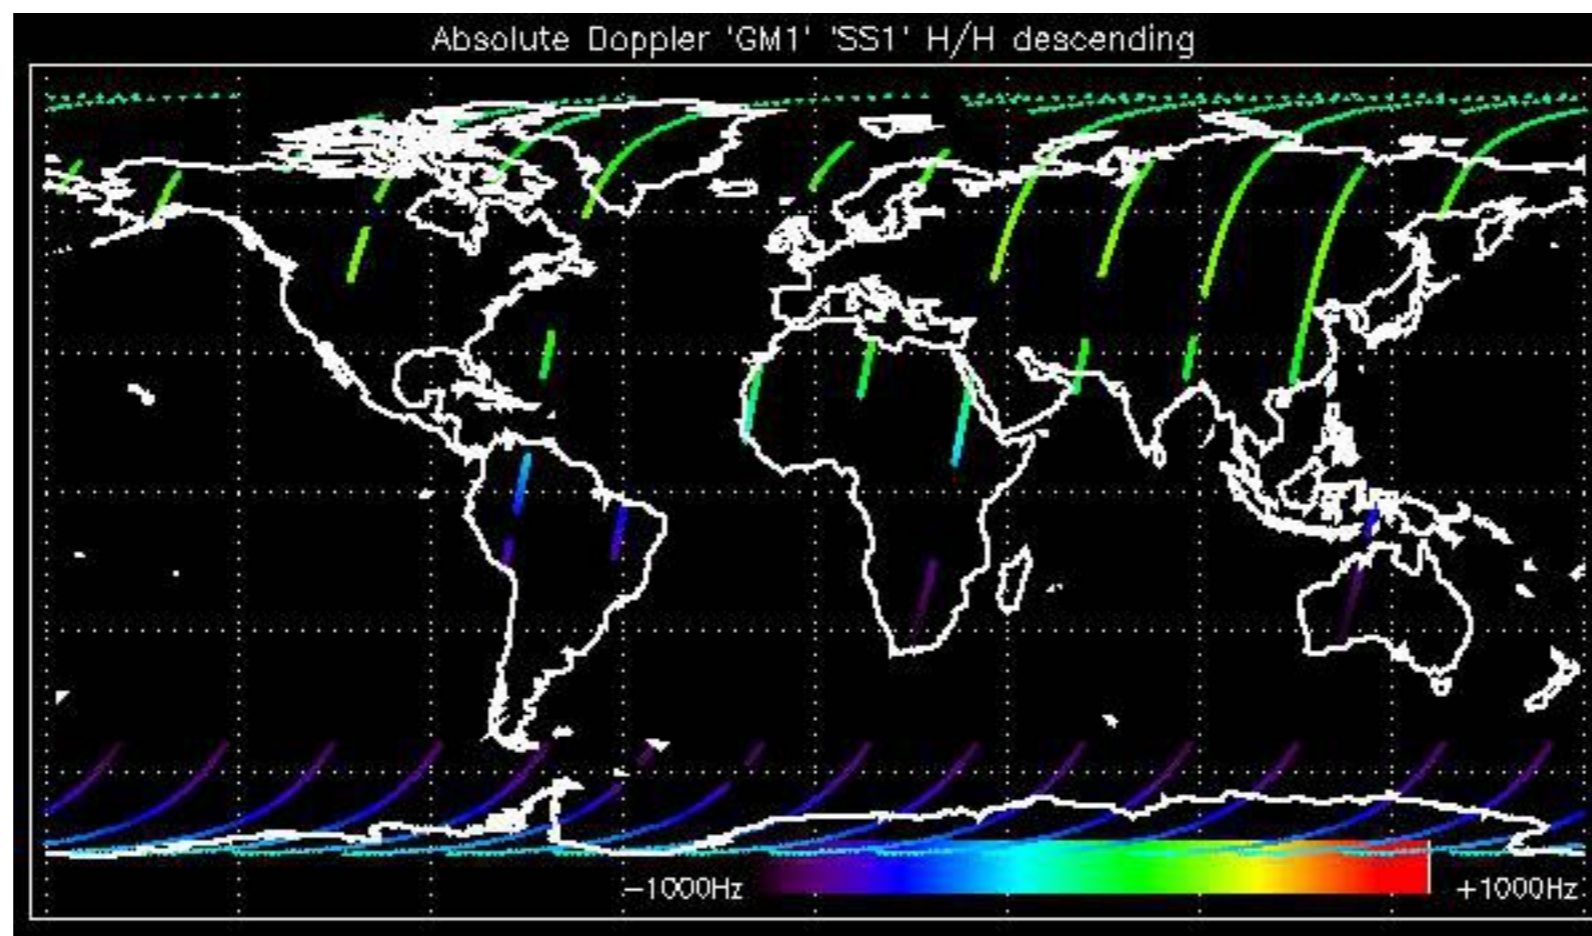 Absolute Doppler 'GM1' 'SS1' H/H descending
-1000Hz +1000Hz